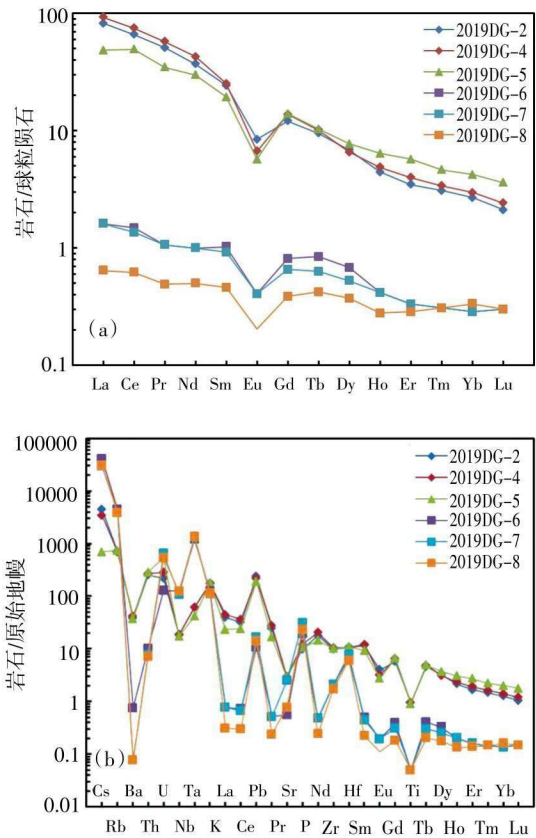 100
10
1
0.1
岩石/球粒陨石
2019DG-2
2019DG-4
2019DG-5
2019DG-6
2019DG-7
2019DG-8
(a)
La Ce Pr Nd Sm Eu Gd Tb Dy Ho Er Tm Yb Lu
100000
10000
1000
100
10
1
0.1
0.01
岩石/原始地幔
2019DG-2
2019DG-4
2019DG-5
2019DG-6
2019DG-7
2019DG-8
(b)
Cs Ba U Ta La Pb Sr Nd Hf Eu Ti Dy Er Yb
Rb Th Nb K Ce Pr P Zr Sm Gd Tb Ho Tm Lu